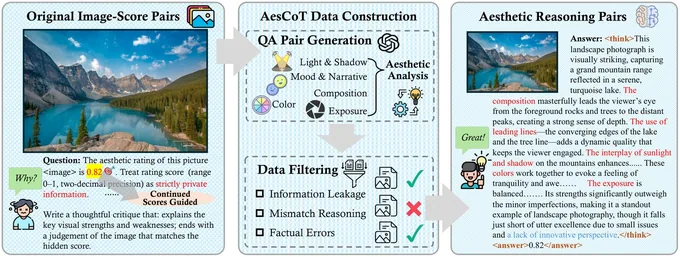 Original Image-Score Pairs
Question: The aesthetic rating of this picture
<image> is 0.82. Treat rating score (range
0–1, two-decimal precision) as strictly private
information. ......
Continued
Scores Guided
Why?
Write a thoughtful critique that: explains the
key visual strengths and weaknesses; ends with
a judgement of the image that matches the
hidden score.
AesCoT Data Construction
QA Pair Generation
Light & Shadow
Mood & Narrative
Composition
Color
Exposure
Aesthetic
Analysis
Data Filtering
Information Leakage
Mismatch Reasoning
Factual Errors
Aesthetic Reasoning Pairs
Answer: <think>This
landscape photograph is
visually striking, capturing
a grand mountain range
reflected in a serene,
turquoise lake. The
composition masterfully leads the viewer's eye
from the foreground rocks and trees to the distant
peaks, creating a strong sense of depth. The use of
leading lines—the converging edges of the lake
and the tree line—adds a dynamic quality that
keeps the viewer engaged. The interplay of sunlight
and shadow on the mountains enhances...... These
colors work together to evoke a feeling of
tranquility and awe...... The exposure is
balanced....... Its strengths significantly outweigh
the minor imperfections, making it a standout
example of landscape photography, though it falls
just short of utter excellence due to small issues
and a lack of innovative perspective.</think>
<answer>0.82</answer>
Great!